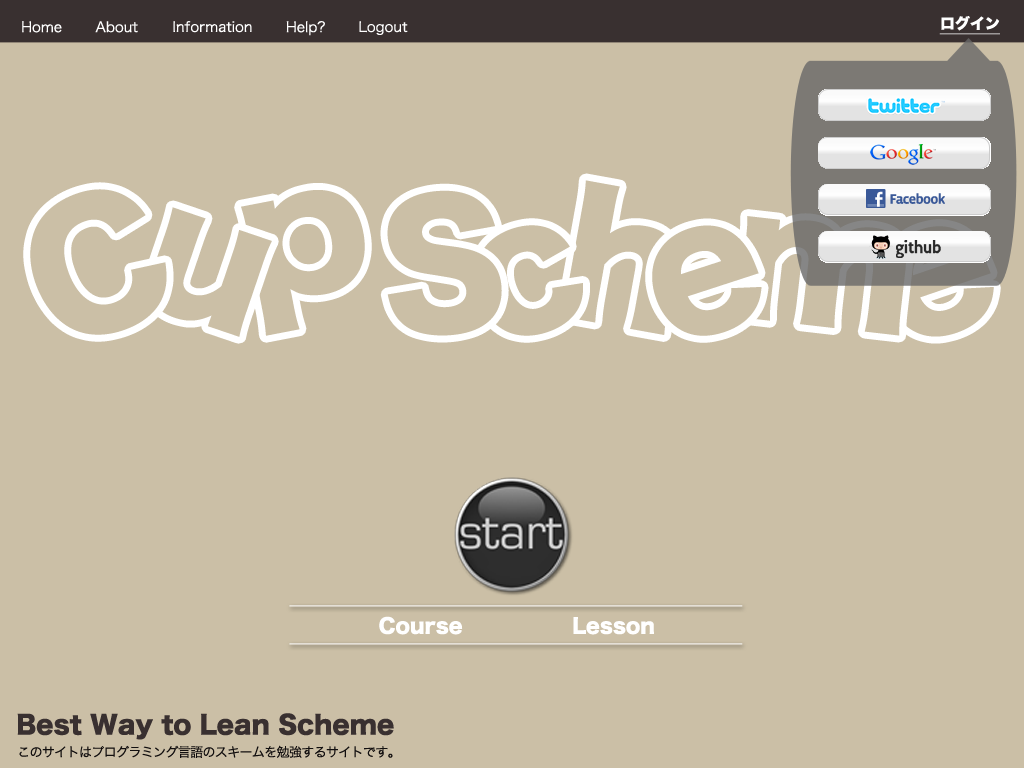 Home About Information Help? Logout ログイン
twitter
Google
Facebook
github
Cup Scheme
start
Course Lesson
Best Way to Lean Scheme
このサイトはプログラミング言語のスキームを勉強するサイトです。